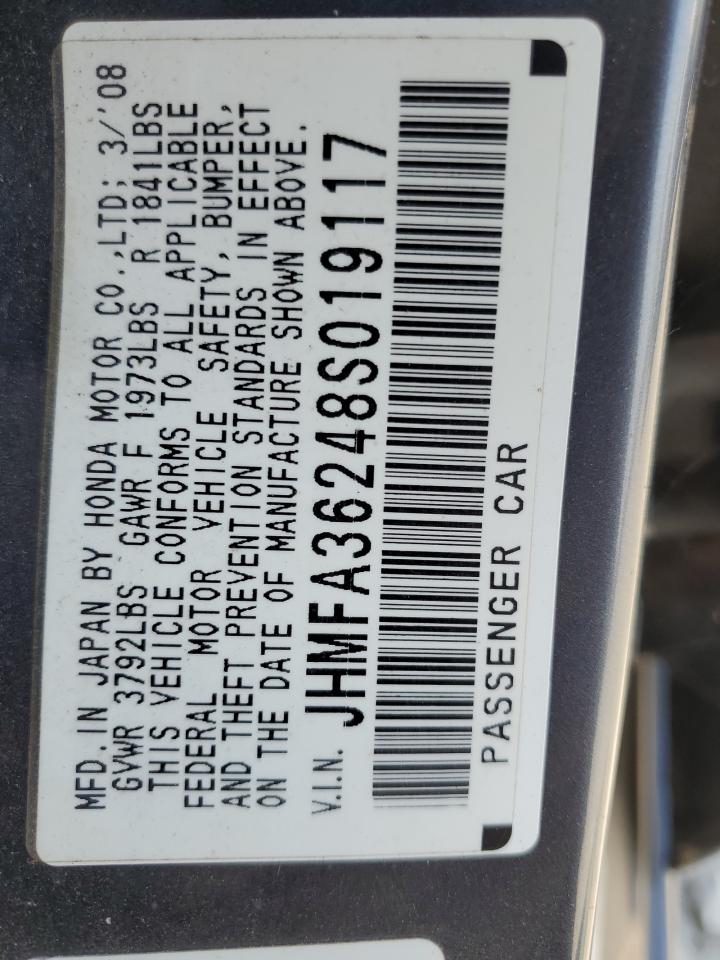 MFD. IN JAPAN BY HONDA MOTOR CO.,LTD; 3/'08
GVWR 3792LBS GAWR F 1973LBS R 1841LBS
THIS VEHICLE CONFORMS TO ALL APPLICABLE
FEDERAL MOTOR VEHICLE SAFETY, BUMPER,
AND THEFT PREVENTION STANDARDS IN EFFECT
ON THE DATE OF MANUFACTURE SHOWN ABOVE.
V.I.N. JHMFA36248S019117
PASSENGER CAR